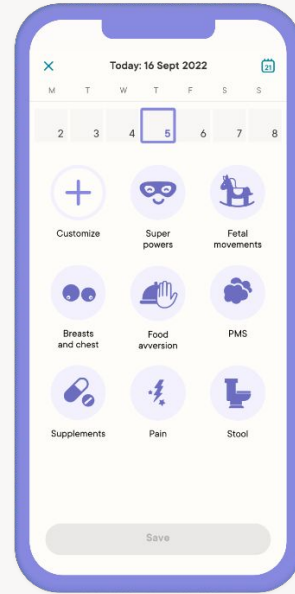 Today: 16 Sept 2022
21
M T W T F S S
2 3 4 5 6 7 8
Customize
Super
powers
Fetal
movements
Breasts
and chest
Food
avversion
PMS
Supplements
Pain
Stool
Save